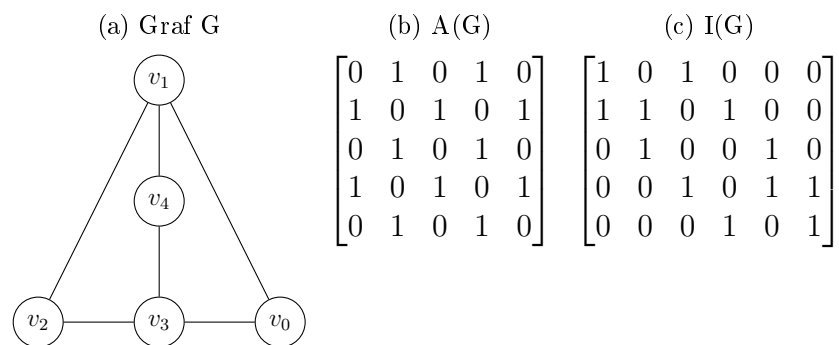 (a) Graf G
(b) A(G)
(c) I(G)
v₁
v₄
v₂
v₃
v₀
0 1 0 1 0
1 0 1 0 1
0 1 0 1 0
1 0 1 0 1
0 1 0 1 0
1 0 1 0 0 0
1 1 0 1 0 0
0 1 0 0 1 0
0 0 1 0 1 1
0 0 0 1 0 1